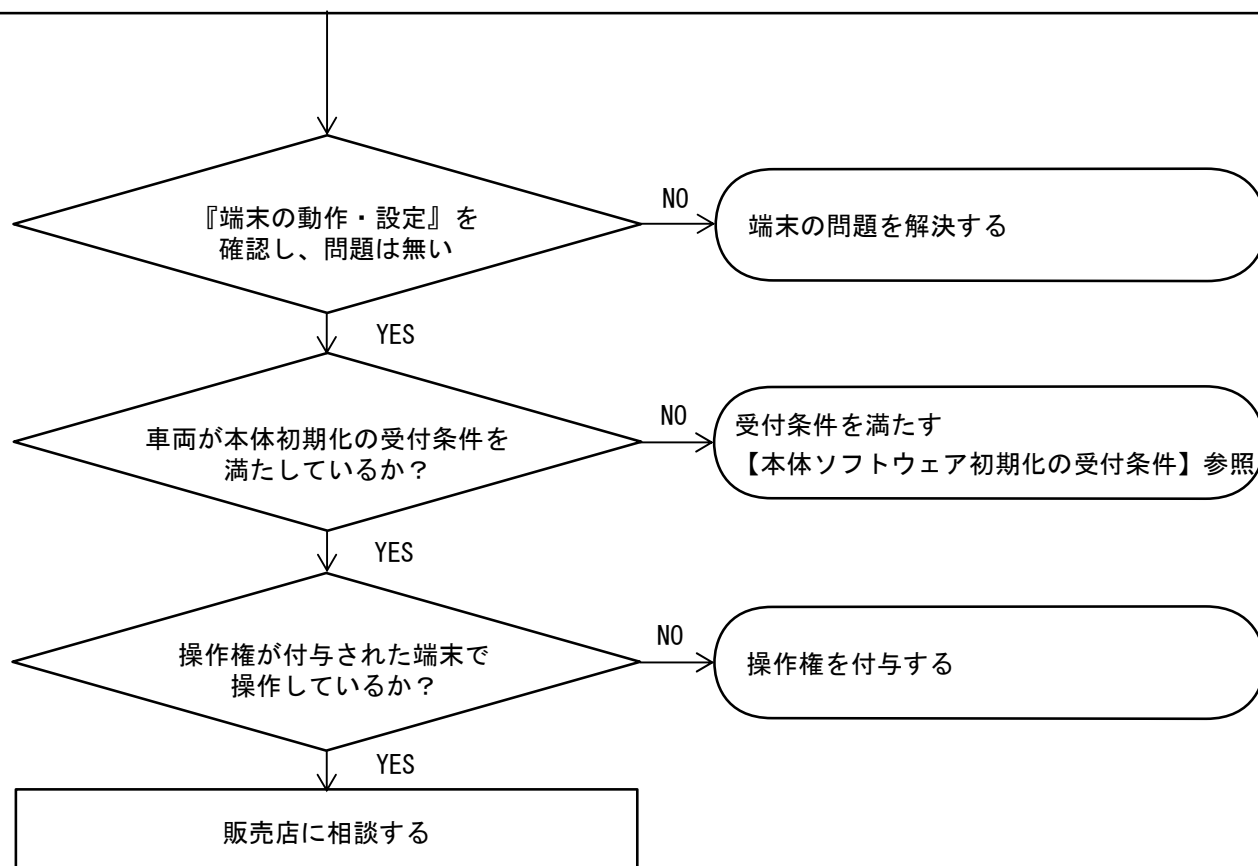 『端末の動作・設定』を
確認し、問題は無い
NO
端末の問題を解決する
YES
車両が本体初期化の受付条件を
満たしているか？
NO
受付条件を満たす
【本体ソフトウェア初期化の受付条件】参照
YES
操作権が付与された端末で
操作しているか？
NO
操作権を付与する
YES
販売店に相談する